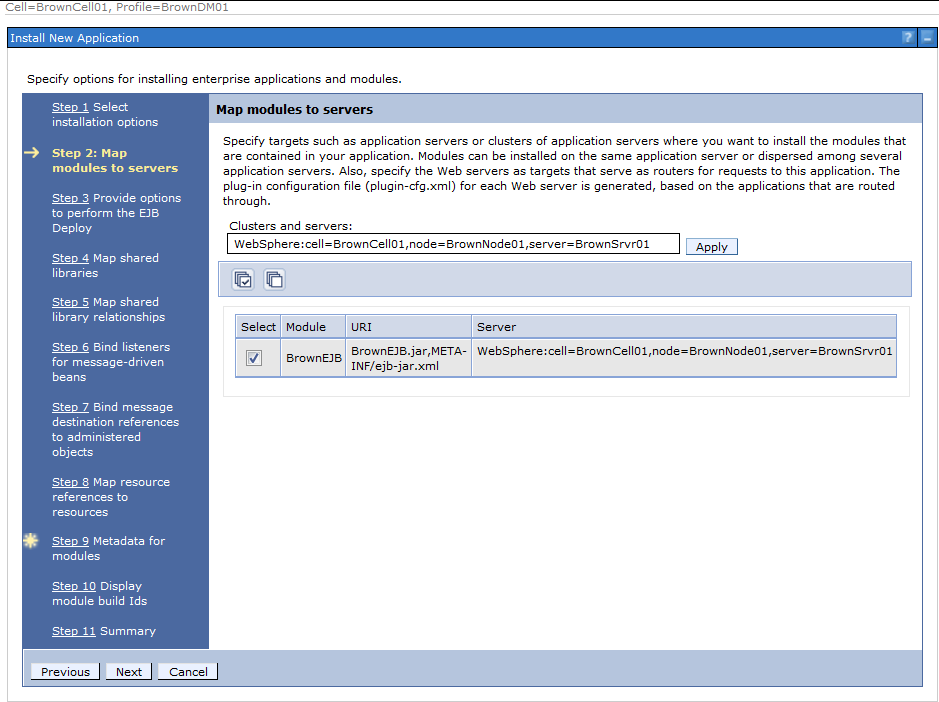 Cell=BrownCell01, Profile=BrownDM01
Install New Application
?
Specify options for installing enterprise applications and modules.
Step 1 Select
installation options
Step 2: Map
modules to servers
Step 3 Provide options
to perform the EJB
Deploy
Step 4 Map shared
libraries
Step 5 Map shared
library relationships
Step 6 Bind listeners
for message-driven
beans
Step 7 Bind message
destination references
to administered
objects
Step 8 Map resource
references to
resources
Step 9 Metadata for
modules
Step 10 Display
module build Ids
Step 11 Summary
Map modules to servers
Specify targets such as application servers or clusters of application servers where you want to install the modules that
are contained in your application. Modules can be installed on the same application server or dispersed among several
application servers. Also, specify the Web servers as targets that serve as routers for requests to this application. The
plug-in configuration file (plugin-cfg.xml) for each Web server is generated, based on the applications that are routed
through.
Clusters and servers:
WebSphere:cell=BrownCell01,node=BrownNode01,server=BrownSrvr01
Apply
Select Module URI Server
BrownEJB BrownEJB.jar,META-
INF/ejb-jar.xml WebSphere:cell=BrownCell01,node=BrownNode01,server=BrownSrvr01
Previous Next Cancel